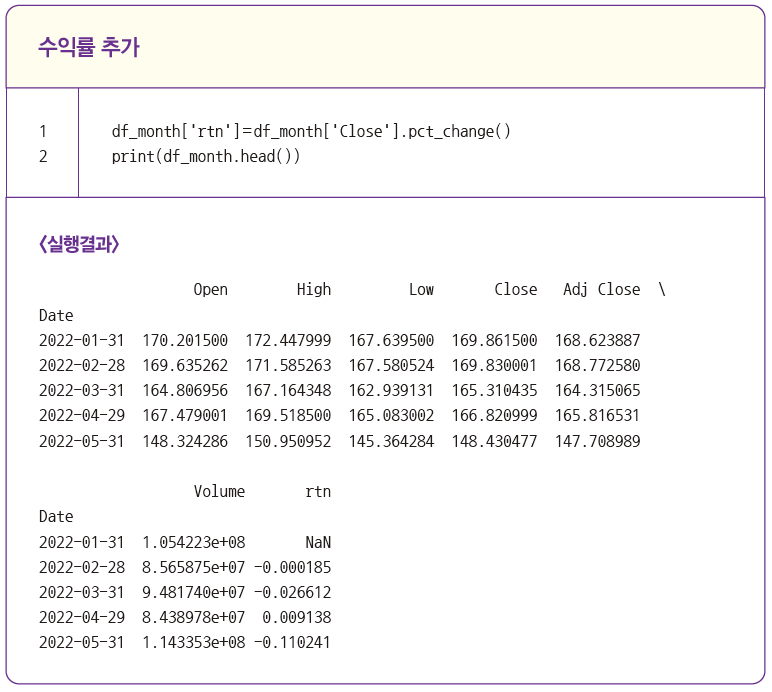 수익률 추가
1 df_month['rtn']=df_month['Close'].pct_change()
2 print(df_month.head())
<실행결과>
Open High Low Close Adj Close \
Date
2022-01-31 170.201500 172.447999 167.639500 169.861500 168.623887
2022-02-28 169.635262 171.585263 167.580524 169.830001 168.772580
2022-03-31 164.806956 167.164348 162.939131 165.310435 164.315065
2022-04-29 167.479001 169.518500 165.083002 166.820999 165.816531
2022-05-31 148.324286 150.950952 145.364284 148.430477 147.708989
Volume rtn
Date
2022-01-31 1.054223e+08 NaN
2022-02-28 8.565875e+07 -0.000185
2022-03-31 9.481740e+07 -0.026612
2022-04-29 8.438978e+07 0.009138
2022-05-31 1.143353e+08 -0.110241